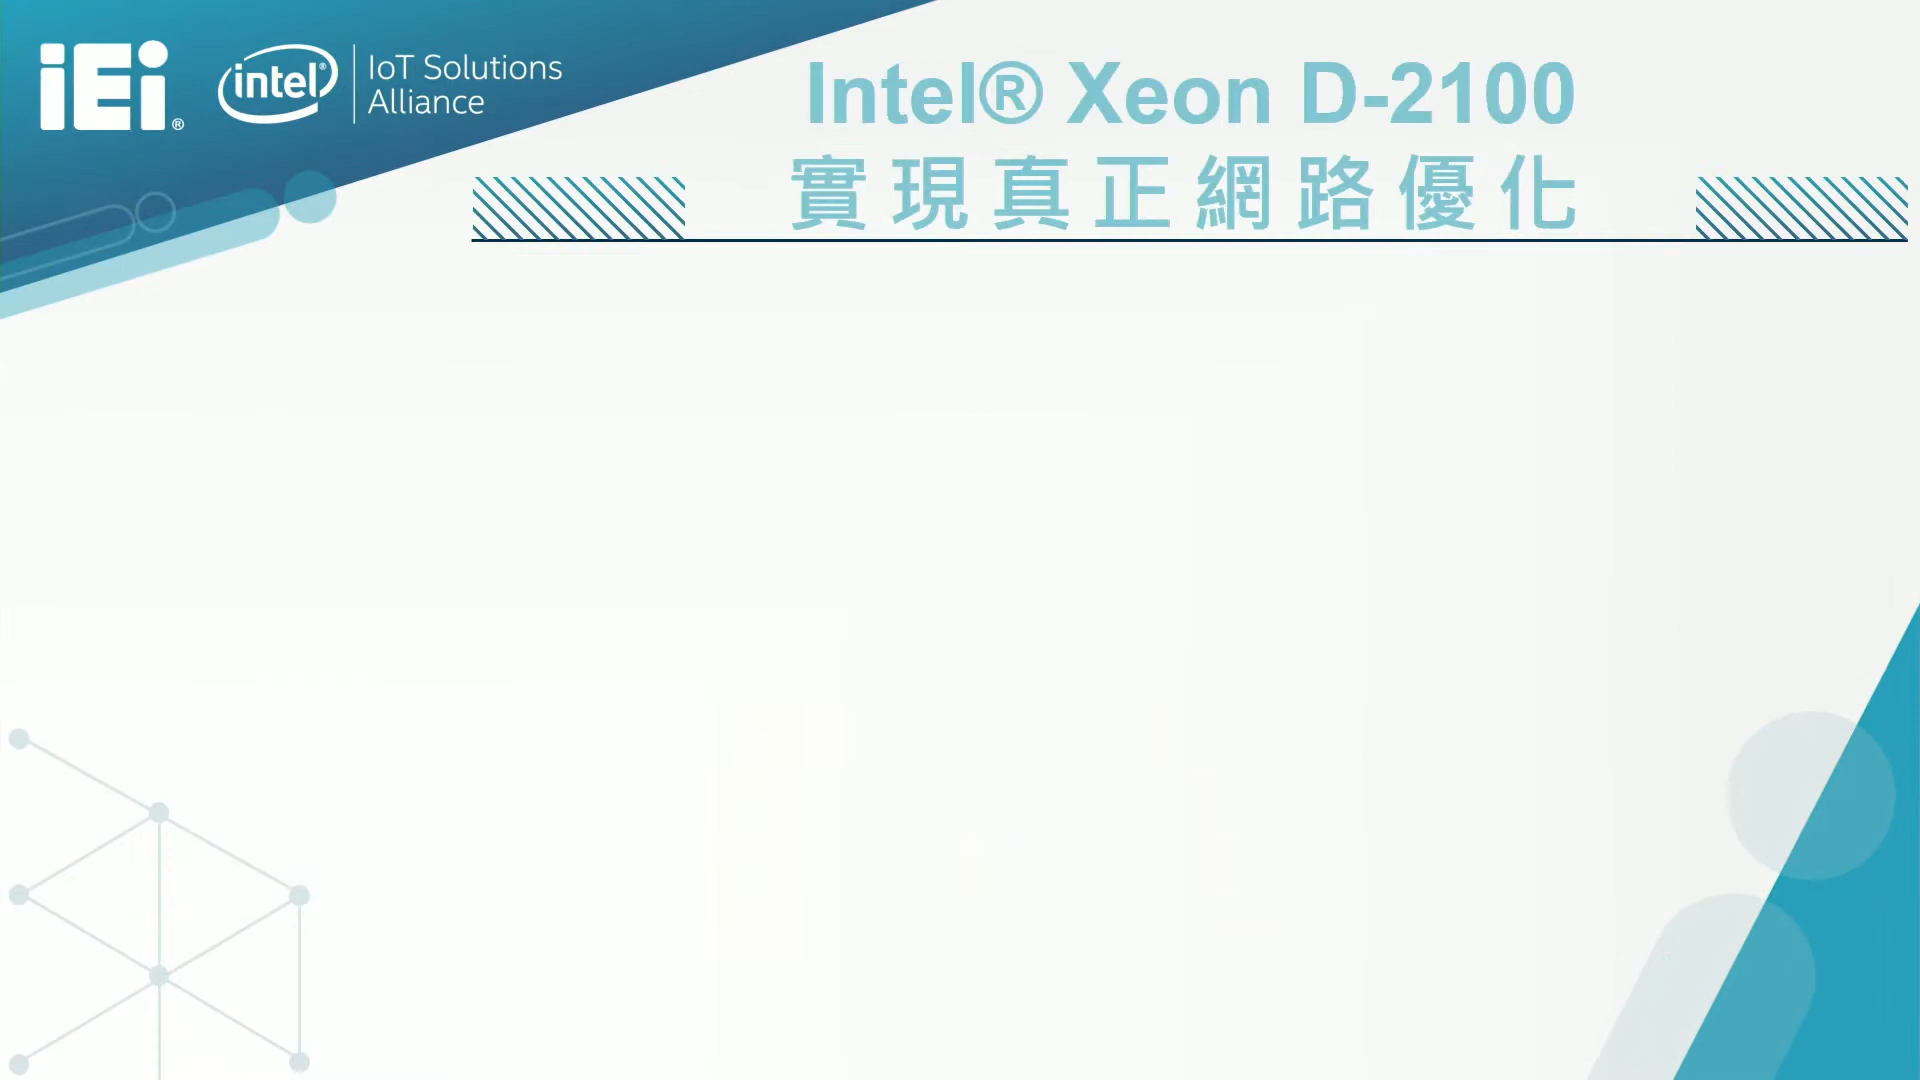 iEi®
intel®
IoT Solutions
Alliance
Intel® Xeon D-2100
實現真正網路優化